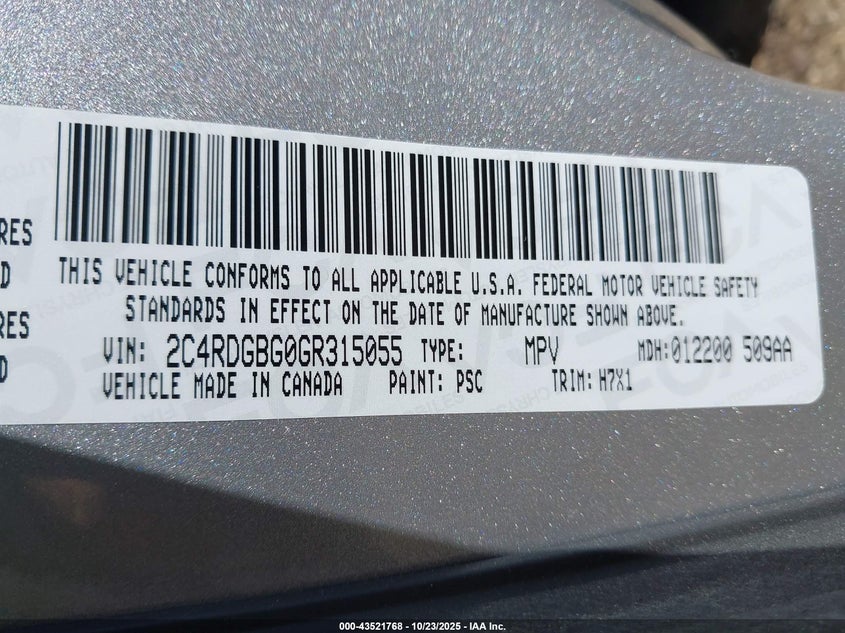 RES
D
RES
D
THIS VEHICLE CONFORMS TO ALL APPLICABLE U.S.A. FEDERAL MOTOR VEHICLE SAFETY
STANDARDS IN EFFECT ON THE DATE OF MANUFACTURE SHOWN ABOVE.
VIN: 2C4RDGBG0GR315055 TYPE: MPV MDH:012200 509AA
VEHICLE MADE IN CANADA PAINT: PSC TRIM: H7X1
000-43521768 - 10/23/2025 - IAA Inc.